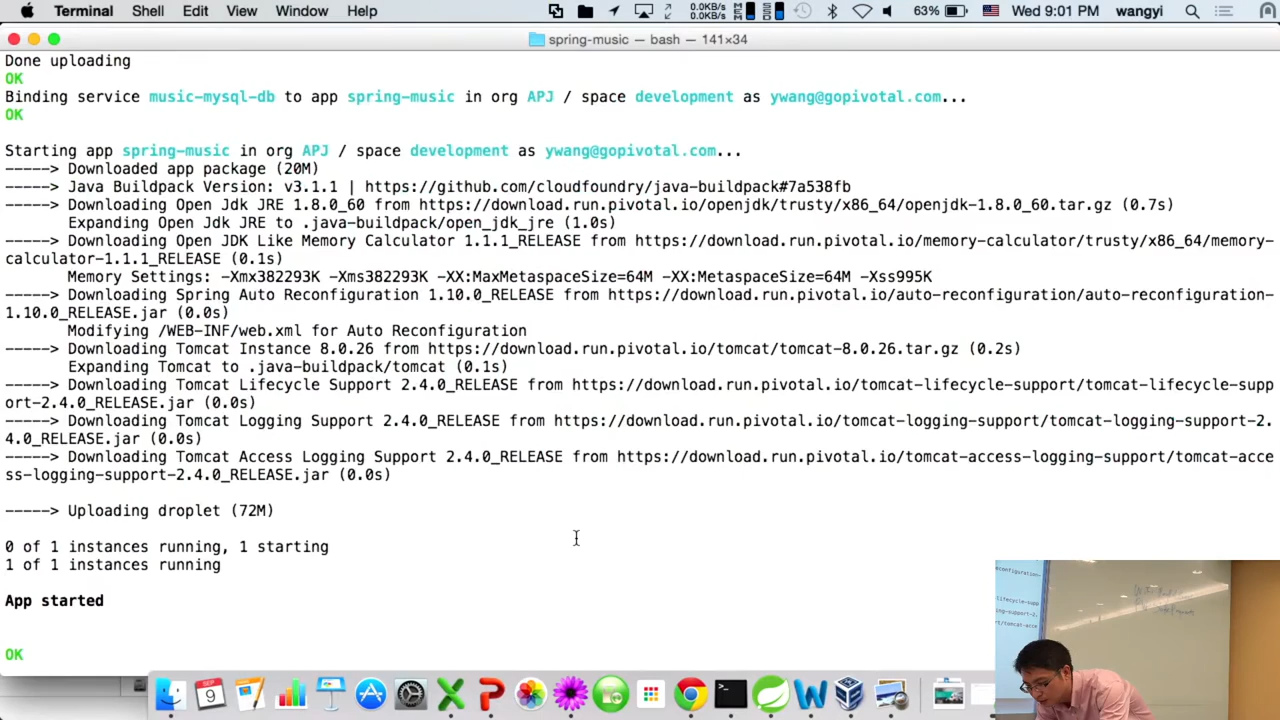 Terminal Shell Edit View Window Help 0.0KB/s 0.0KB/s 63% Wed 9:01 PM wangyi
spring-music — bash — 141×34
Done uploading
OK
Binding service music-mysql-db to app spring-music in org APJ / space development as ywang@gopivotal.com...
OK
Starting app spring-music in org APJ / space development as ywang@gopivotal.com...
-----> Downloaded app package (20M)
-----> Java Buildpack Version: v3.1.1 | https://github.com/cloudfoundry/java-buildpack#7a538fb
-----> Downloading Open Jdk JRE 1.8.0_60 from https://download.run.pivotal.io/openjdk/trusty/x86_64/openjdk-1.8.0_60.tar.gz (0.7s)
Expanding Open Jdk JRE to .java-buildpack/open_jdk_jre (1.0s)
-----> Downloading Open JDK Like Memory Calculator 1.1.1_RELEASE from https://download.run.pivotal.io/memory-calculator/trusty/x86_64/memory-
calculator-1.1.1_RELEASE (0.1s)
Memory Settings: -Xmx382293K -Xms382293K -XX:MaxMetaspaceSize=64M -XX:MetaspaceSize=64M -Xss995K
-----> Downloading Spring Auto Reconfiguration 1.10.0_RELEASE from https://download.run.pivotal.io/auto-reconfiguration/auto-reconfiguration-
1.10.0_RELEASE.jar (0.0s)
Modifying /WEB-INF/web.xml for Auto Reconfiguration
-----> Downloading Tomcat Instance 8.0.26 from https://download.run.pivotal.io/tomcat/tomcat-8.0.26.tar.gz (0.2s)
Expanding Tomcat to .java-buildpack/tomcat (0.1s)
-----> Downloading Tomcat Lifecycle Support 2.4.0_RELEASE from https://download.run.pivotal.io/tomcat-lifecycle-support/tomcat-lifecycle-supp
ort-2.4.0_RELEASE.jar (0.0s)
-----> Downloading Tomcat Logging Support 2.4.0_RELEASE from https://download.run.pivotal.io/tomcat-logging-support/tomcat-logging-support-2.
4.0_RELEASE.jar (0.0s)
-----> Downloading Tomcat Access Logging Support 2.4.0_RELEASE from https://download.run.pivotal.io/tomcat-access-logging-support/tomcat-acce
ss-logging-support-2.4.0_RELEASE.jar (0.0s)
-----> Uploading droplet (72M)
0 of 1 instances running, 1 starting
1 of 1 instances running
App started
OK
SEP
9